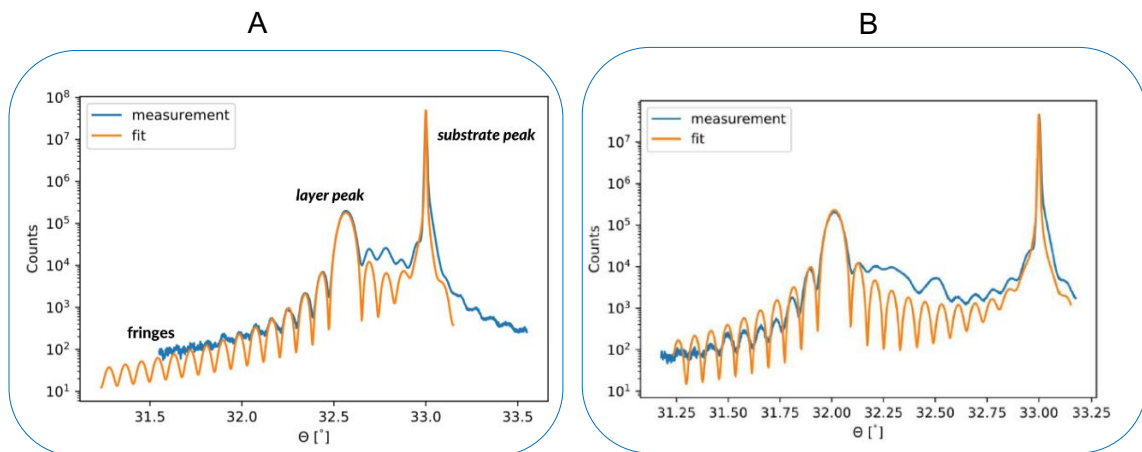 A
B
10^8
10^7
10^6
10^5
10^4
10^3
10^2
10^1
Counts
measurement
fit
substrate peak
layer peak
fringes
31.5
32.0
32.5
33.0
33.5
Θ [°]
10^7
10^6
10^5
10^4
10^3
10^2
10^1
Counts
measurement
fit
31.25
31.50
31.75
32.00
32.25
32.50
32.75
33.00
33.25
Θ [°]